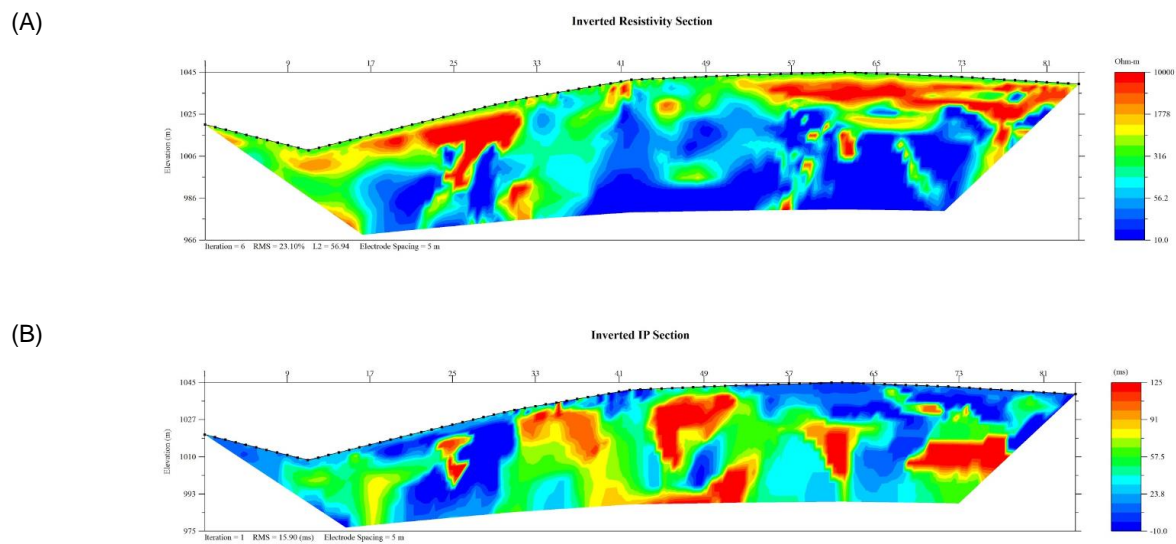 (A)
Inverted Resistivity Section
1 9 17 25 33 41 49 57 65 73 81
Ohm-m
Elevation (m)
1045
1025
1006
986
966
10000
1778
316
56.2
10.0
Iteration = 6 RMS = 23.10% L2 = 56.94 Electrode Spacing = 5 m
(B)
Inverted IP Section
1 9 17 25 33 41 49 57 65 73 81
(ms)
Elevation (m)
1045
1027
1010
993
975
125
91
57.5
23.8
-10.0
Iteration = 1 RMS = 15.90 (ms) Electrode Spacing = 5 m